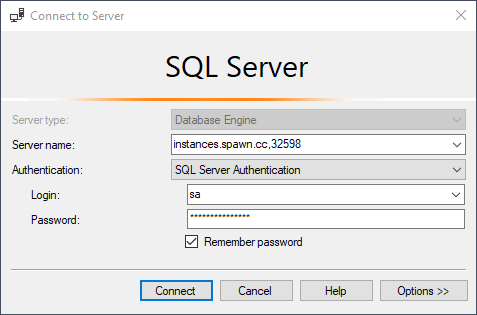 Connect to Server
SQL Server
Server type: Database Engine
Server name: instances.spawn.cc,32598
Authentication: SQL Server Authentication
Login: sa
Password: ***************
Remember password
Connect Cancel Help Options >>